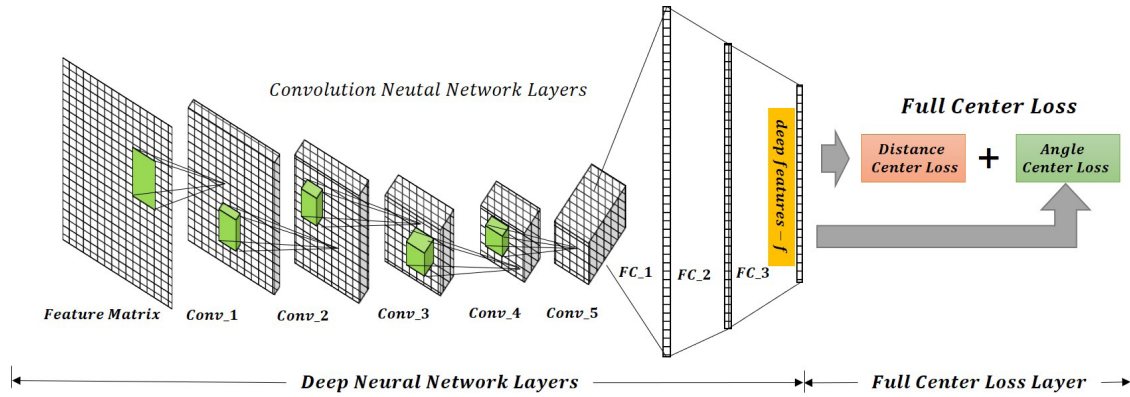 Convolution Neutal Network Layers
Full Center Loss
Distance
Center Loss
+
Angle
Center Loss
deep features − f
FC_1
FC_2
FC_3
Feature Matrix
Conv_1
Conv_2
Conv_3
Conv_4
Conv_5
Deep Neural Network Layers
Full Center Loss Layer